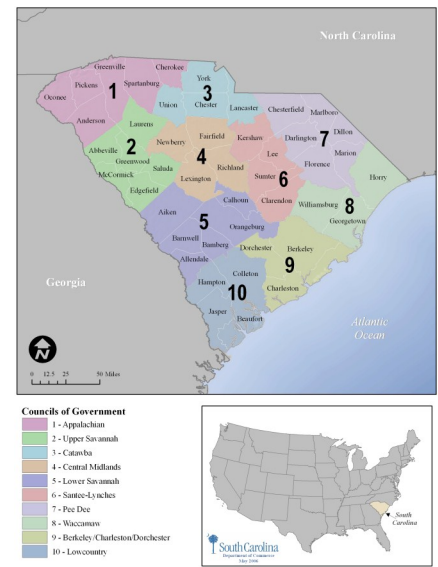 North Carolina
Greenville
Cherokee
Pickens
Spartanburg
York
Oconee
1
3
Union
Chester
Lancaster
Chesterfield
Marlboro
Anderson
Laurens
Fairfield
Kershaw
Darlington
7
Dillon
2
Newberry
4
Lee
Marion
Abbeville
Greenwood
Richland
Florence
McCormick
Saluda
Lexington
Sumter
6
Horry
Edgefield
Calhoun
Clarendon
Williamsburg
8
Aiken
5
Orangeburg
Georgetown
Barnwell
Bamberg
Dorchester
Berkeley
Allendale
9
Georgia
Hampton
Colleton
Charleston
10
Jasper
Beaufort
Atlantic
Ocean
N
0 12.5 25 50 Miles
Councils of Government
1 - Appalachian
2 - Upper Savannah
3 - Catawba
4 - Central Midlands
5 - Lower Savannah
6 - Santee-Lynches
7 - Pee Dee
8 - Waccamaw
9 - Berkeley/Charleston/Dorchester
10 - Lowcountry
South
Carolina
South Carolina
Department of Commerce
May 2006